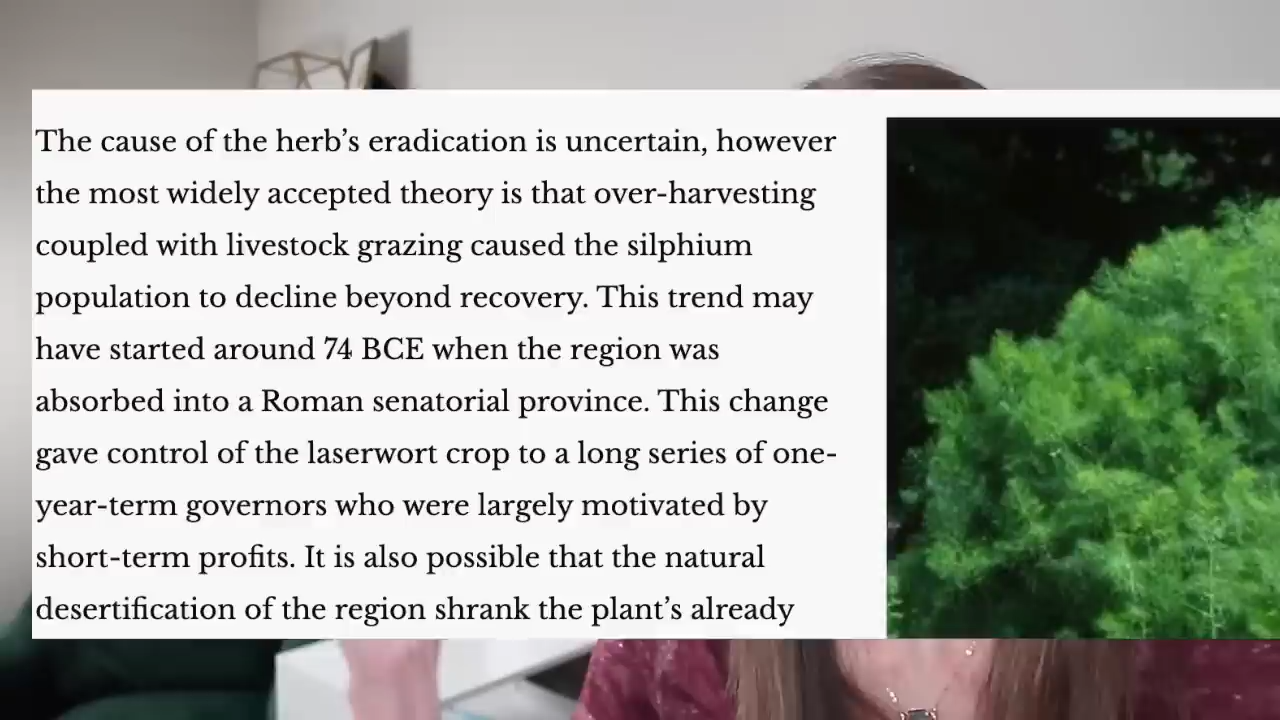 The cause of the herb’s eradication is uncertain, however
the most widely accepted theory is that over-harvesting
coupled with livestock grazing caused the silphium
population to decline beyond recovery. This trend may
have started around 74 BCE when the region was
absorbed into a Roman senatorial province. This change
gave control of the laserwort crop to a long series of one-
year-term governors who were largely motivated by
short-term profits. It is also possible that the natural
desertification of the region shrank the plant’s already